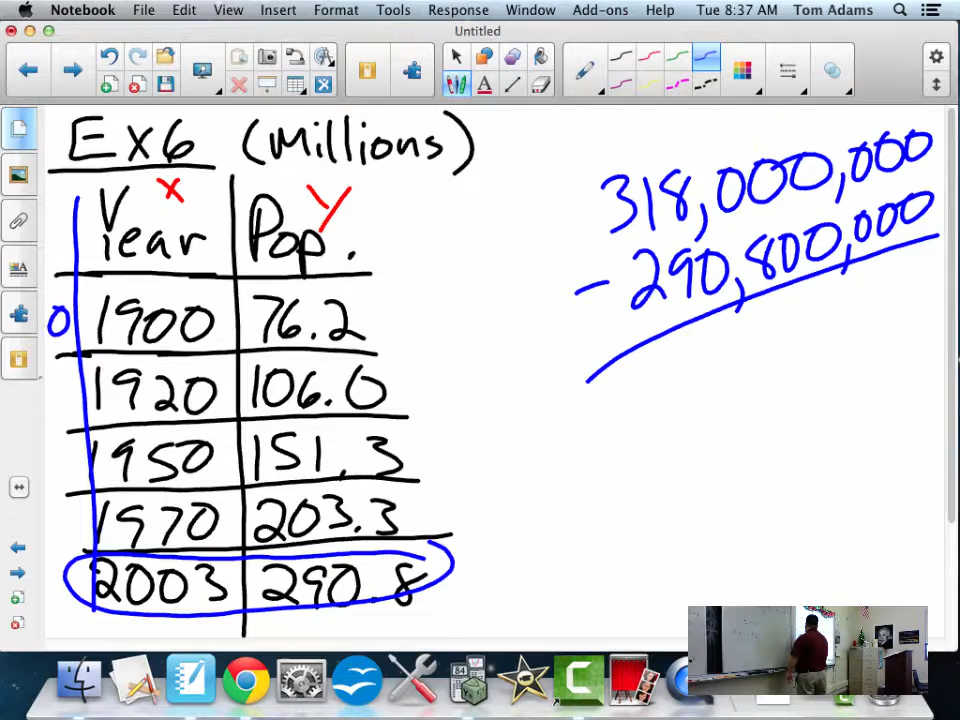 Notebook File Edit View Insert Format Tools Response Window Add-ons Help Tue 8:37 AM Tom Adams
Untitled
Ex6 (Millions)
x Y
Year Pop.
0 1900 76.2
1920 106.0
1950 151.3
1970 203.3
2003 290.8
318,000,000
- 290,800,000